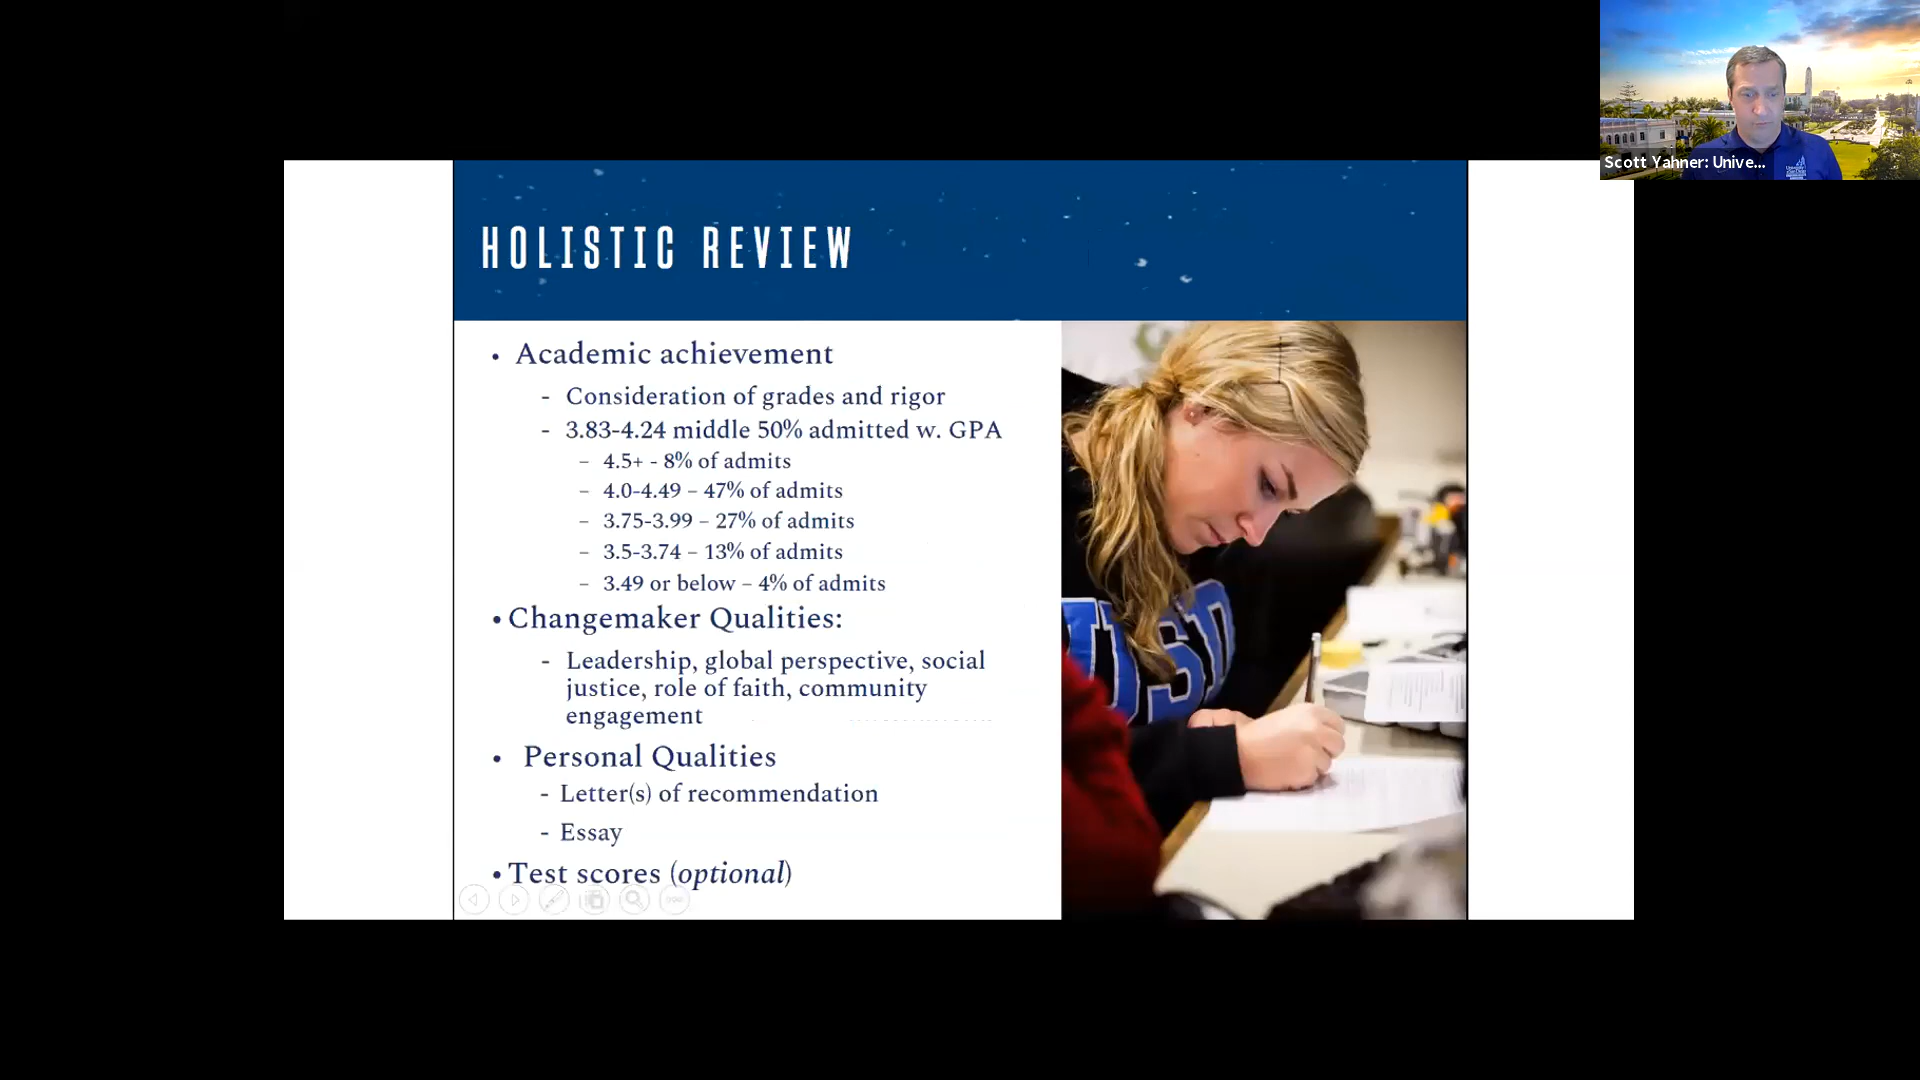 Scott Yahner: Unive...
HOLISTIC REVIEW
• Academic achievement
- Consideration of grades and rigor
- 3.83-4.24 middle 50% admitted w. GPA
– 4.5+ - 8% of admits
– 4.0-4.49 – 47% of admits
– 3.75-3.99 – 27% of admits
– 3.5-3.74 – 13% of admits
– 3.49 or below – 4% of admits
• Changemaker Qualities:
- Leadership, global perspective, social
justice, role of faith, community
engagement
• Personal Qualities
- Letter(s) of recommendation
- Essay
• Test scores (optional)
USD